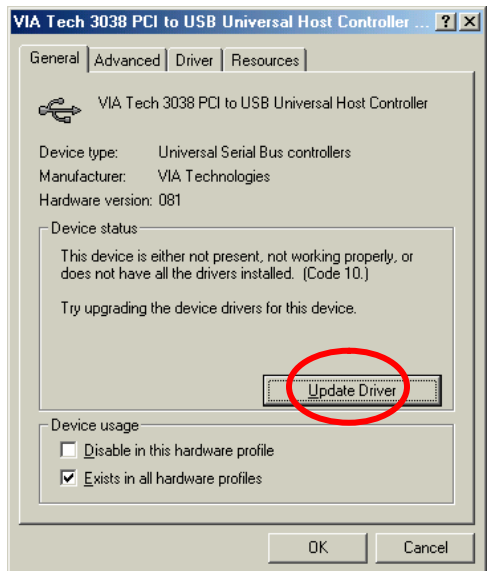 VIA Tech 3038 PCI to USB Universal Host Controller ... ? X
General Advanced Driver Resources
VIA Tech 3038 PCI to USB Universal Host Controller
Device type: Universal Serial Bus controllers
Manufacturer: VIA Technologies
Hardware version: 081
Device status
This device is either not present, not working properly, or
does not have all the drivers installed. (Code 10.)
Try upgrading the device drivers for this device.
Update Driver
Device usage
Disable in this hardware profile
Exists in all hardware profiles
OK Cancel